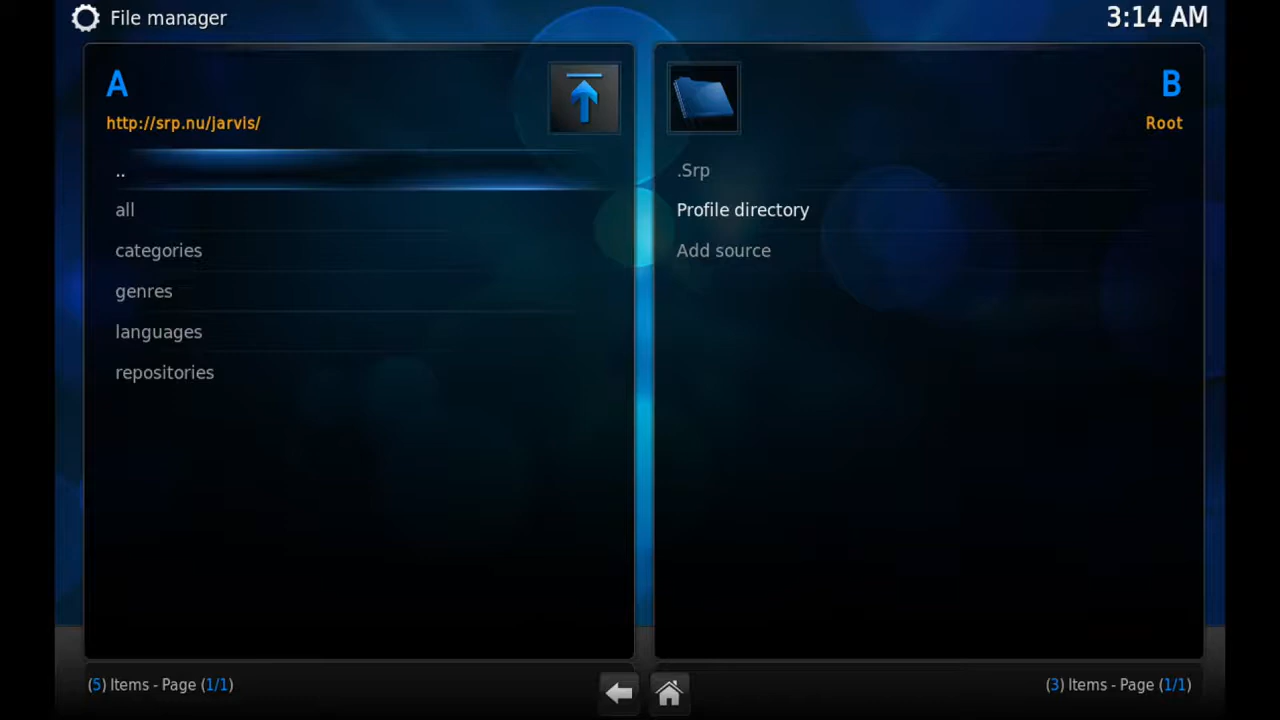 File manager
3:14 AM
A
http://srp.nu/jarvis/
..
all
categories
genres
languages
repositories
(5) Items - Page (1/1)
B
Root
.Srp
Profile directory
Add source
(3) Items - Page (1/1)